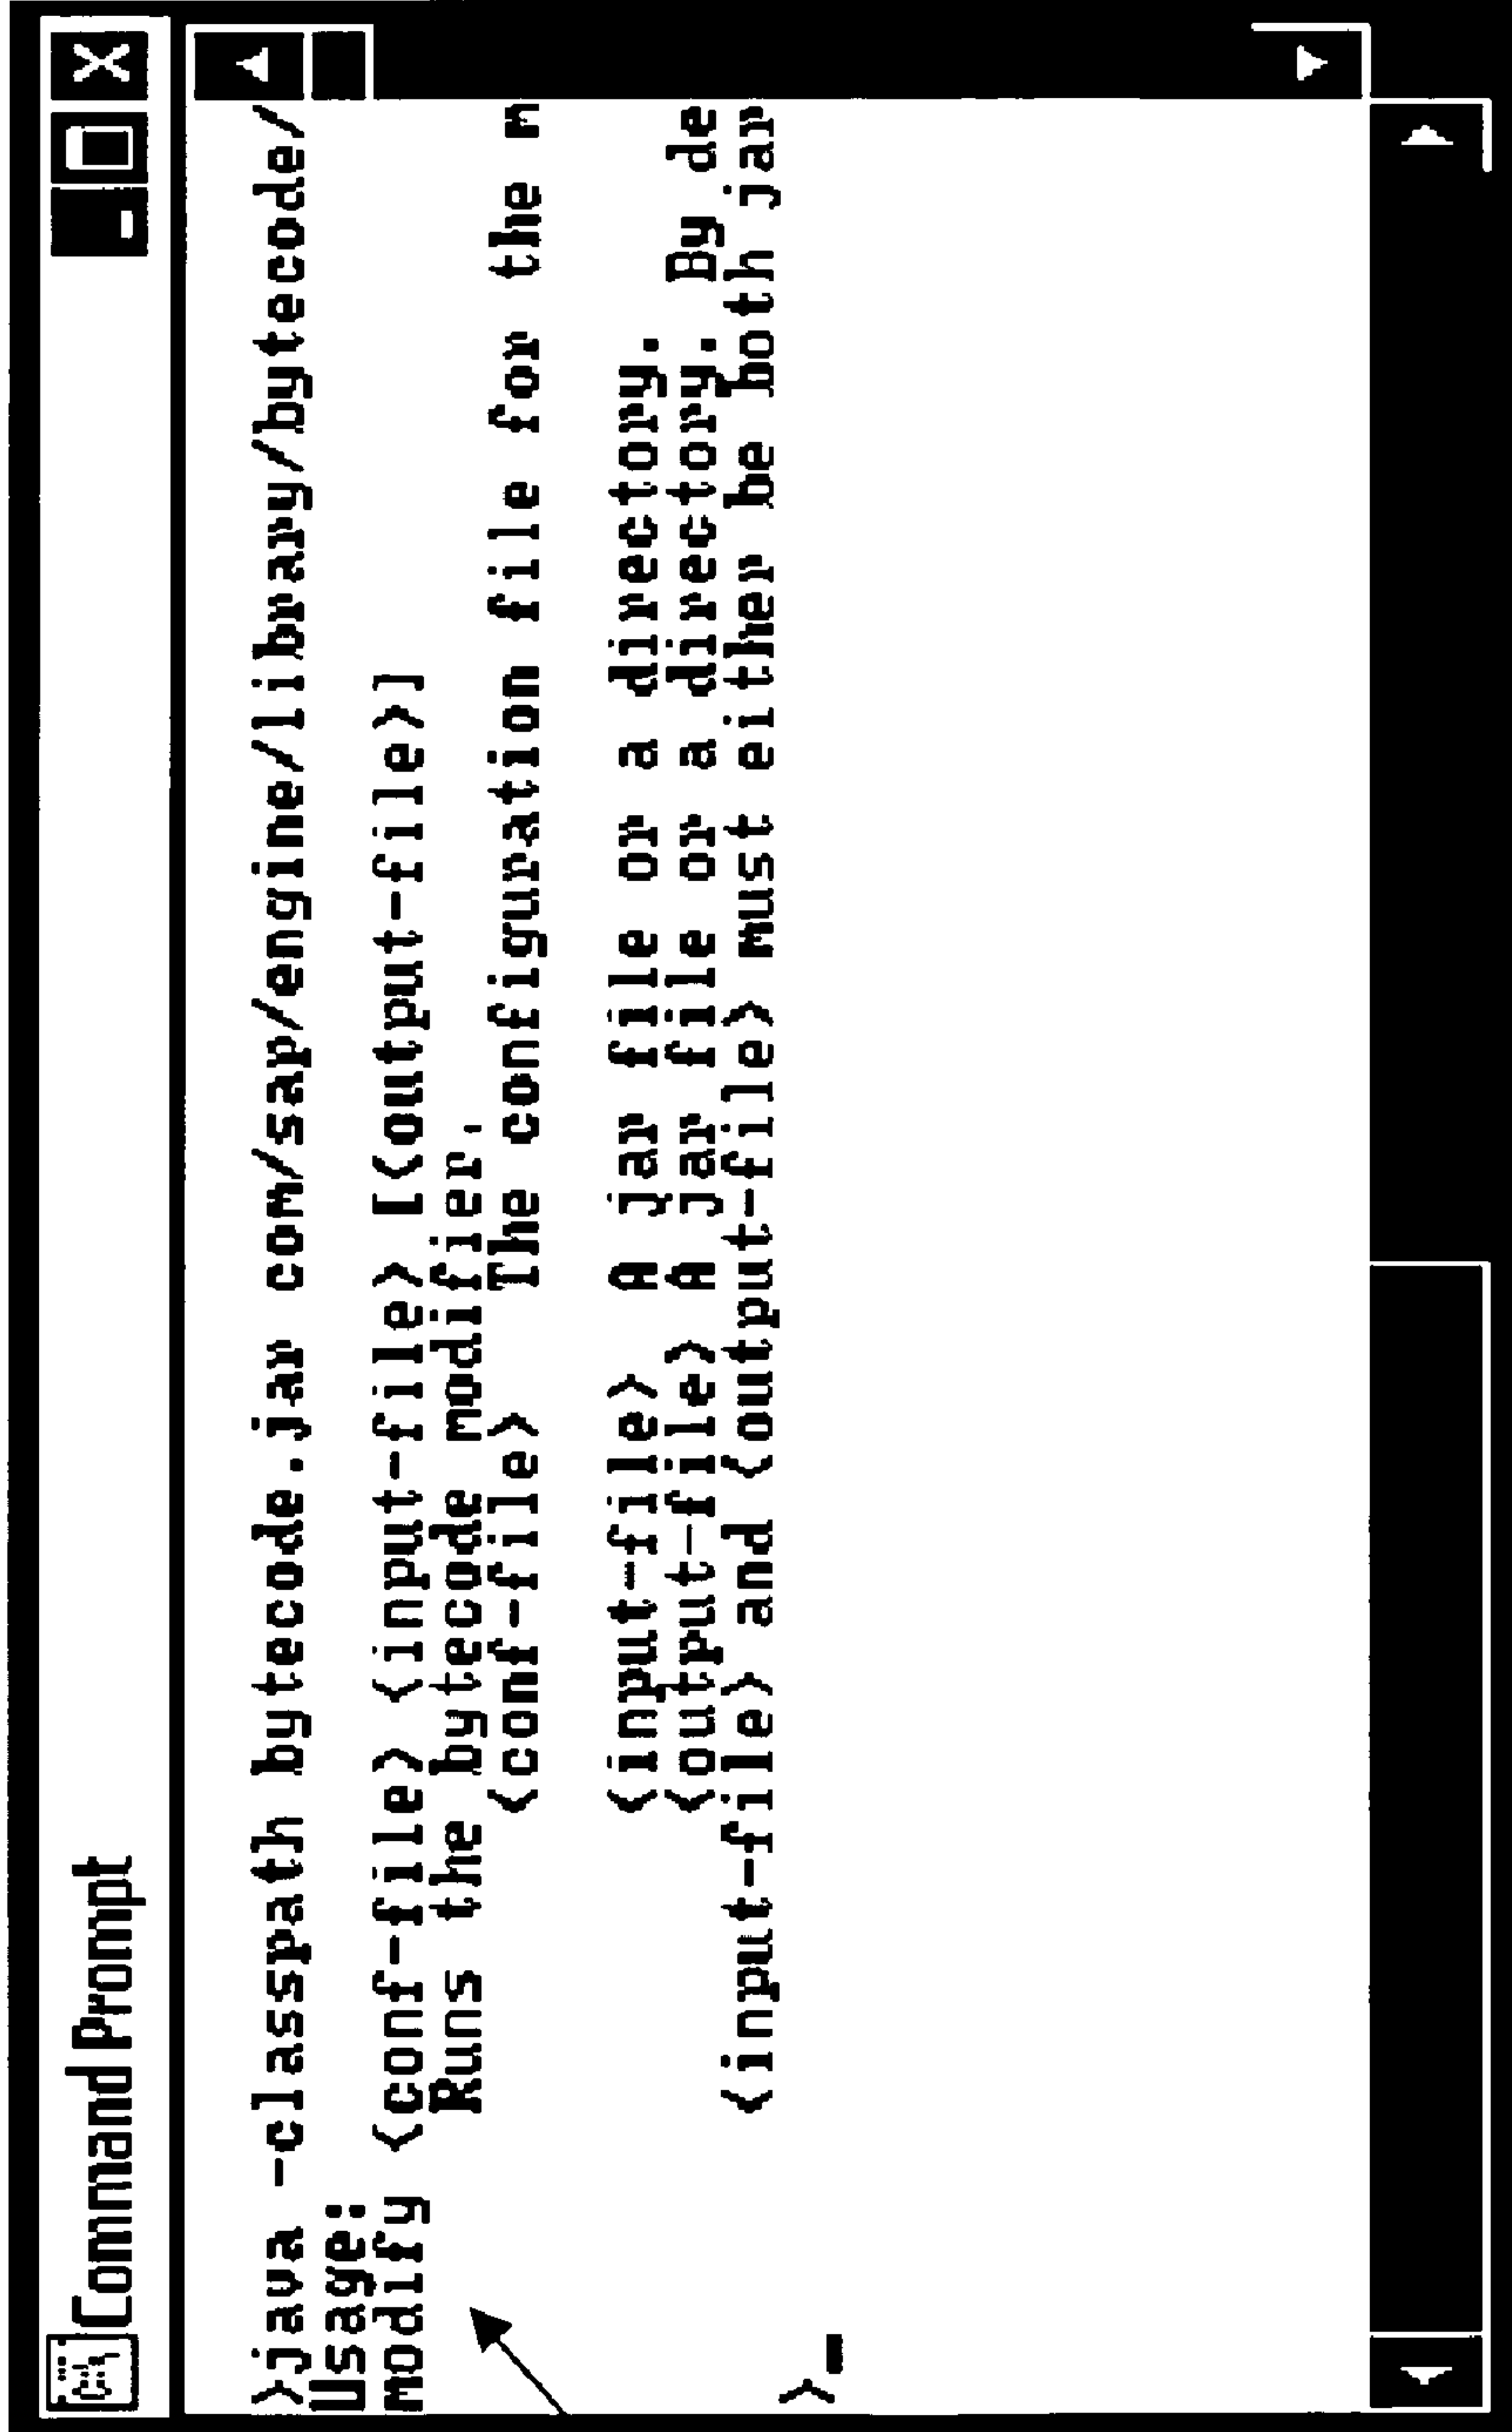 Command Prompt
>java -classpath bytecode.jar com/sap/engine/library/bytecode/
Usage:
modify <conf-file> <input-file> [<output-file>]
Runs the bytecode modifier.
<conf-file> The configuration file for the m
<input-file> A jar file or a directory.
<output-file> A jar file or a directory. By de
<input-file> and <output-file> must either be both jar
>_